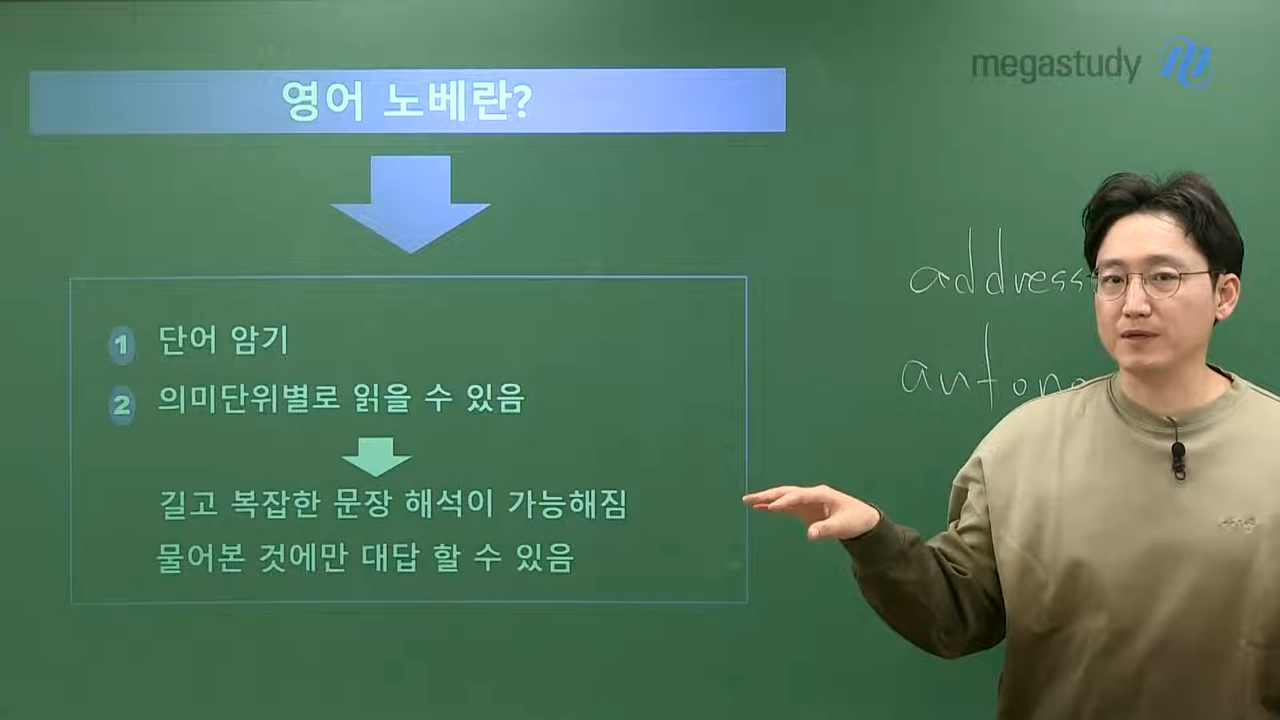 영어 노베란?
megastudy
1 단어 암기
2 의미단위별로 읽을 수 있음
길고 복잡한 문장 해석이 가능해짐
물어본 것에만 대답 할 수 있음
address